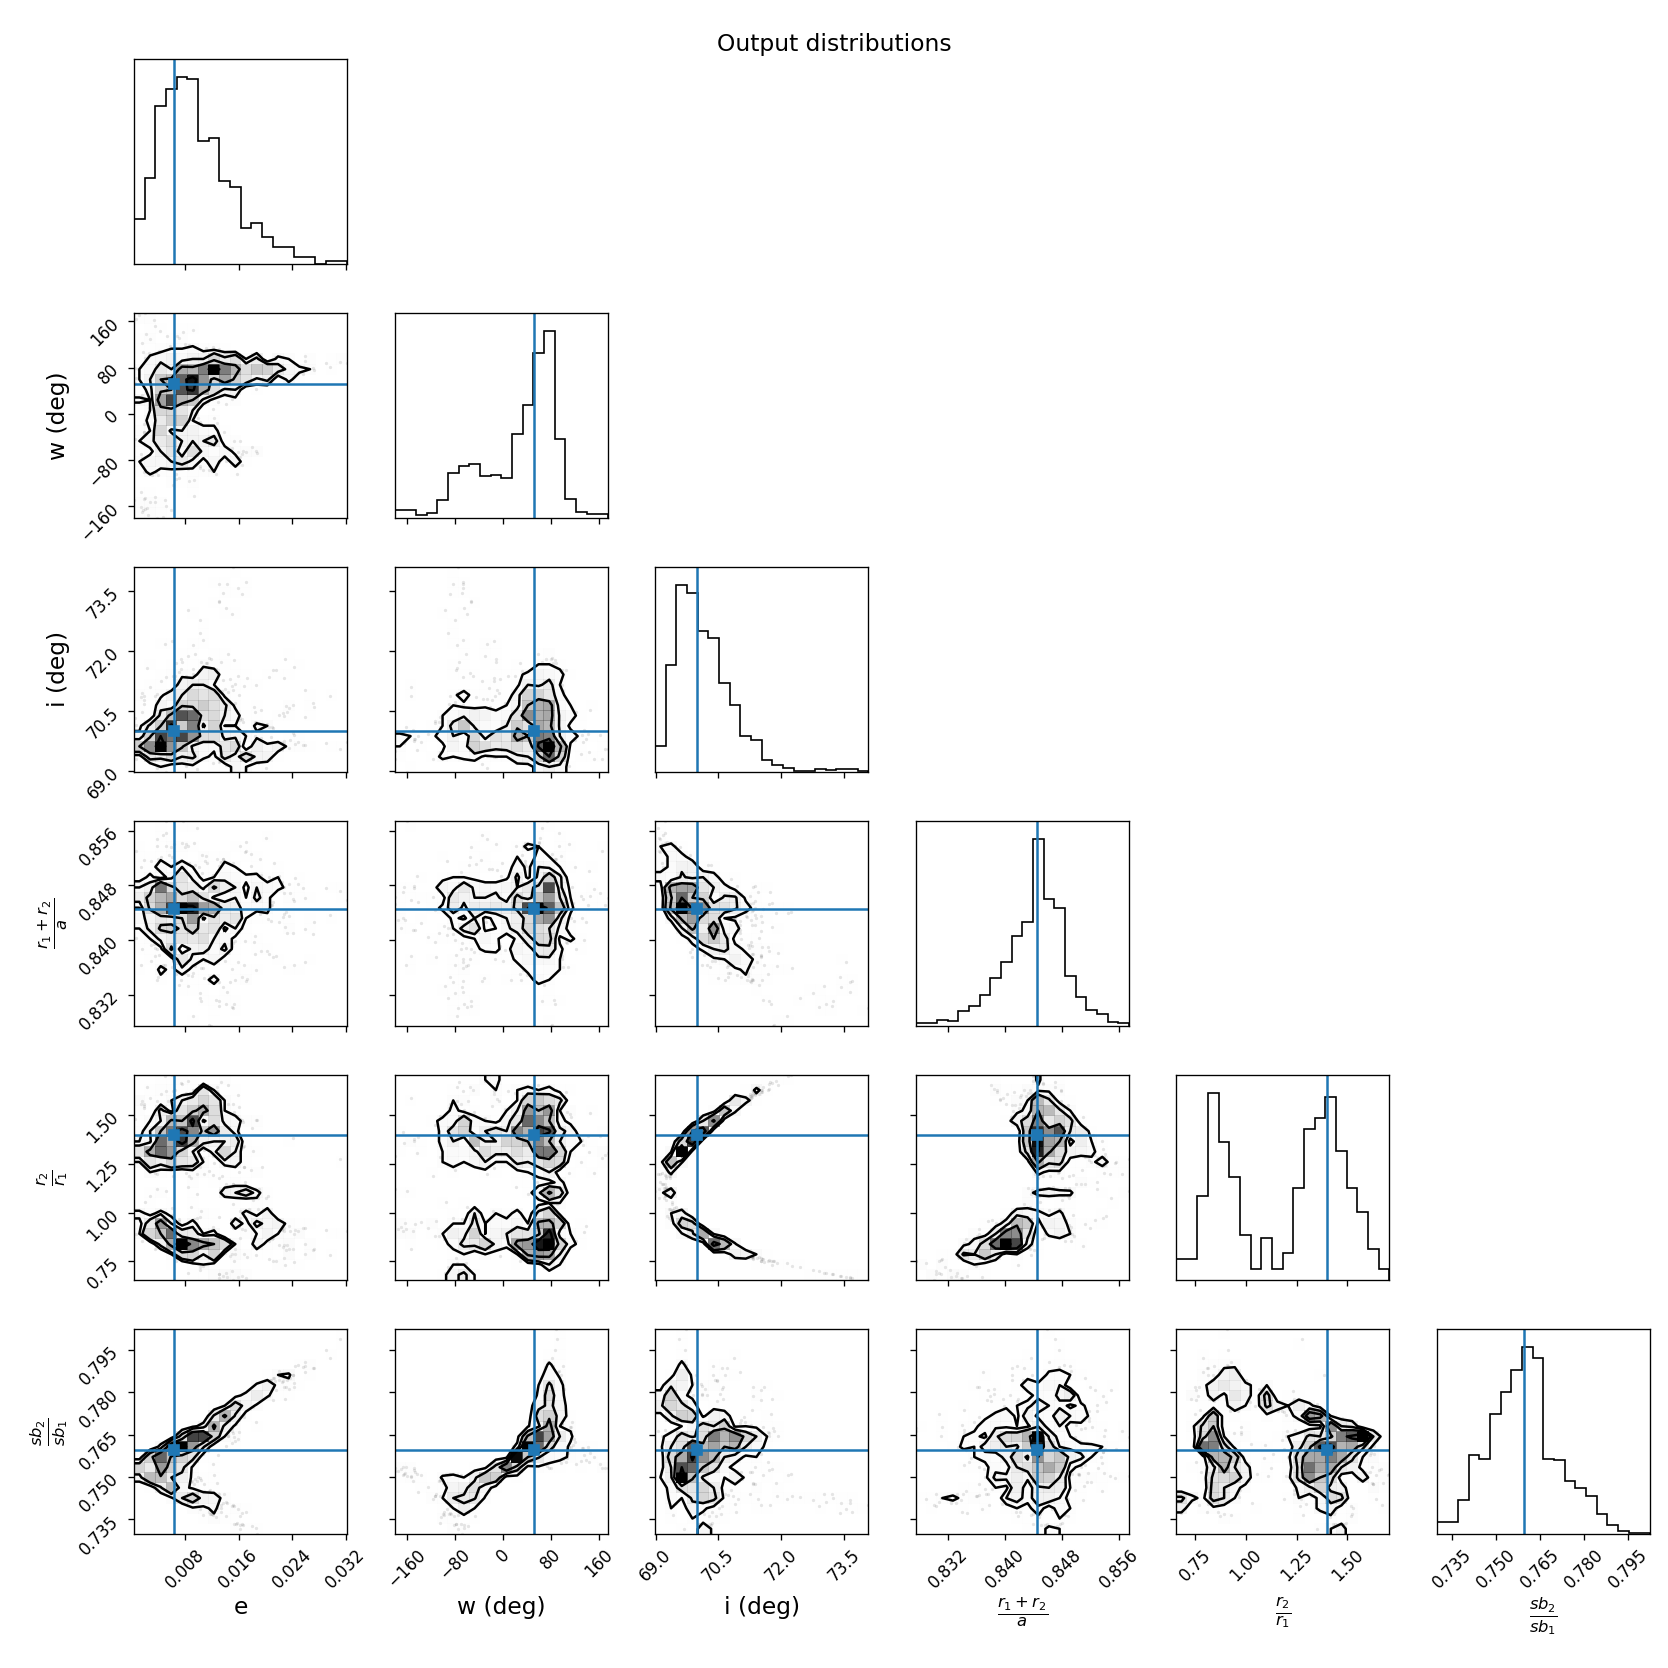 Output distributions
w (deg)
160
80
0
−80
−160
i (deg)
73.5
72.0
70.5
69.0
r₁ + r₂
a
0.856
0.848
0.840
0.832
r₂
r₁
1.50
1.25
1.00
0.75
sb₂
sb₁
0.795
0.780
0.765
0.750
0.735
0.008 0.016 0.024 0.032
−160 −80 0 80 160
69.0 70.5 72.0 73.5
0.832 0.840 0.848 0.856
0.75 1.00 1.25 1.50
0.735 0.750 0.765 0.780 0.795
e
w (deg)
i (deg)
r₁ + r₂
a
r₂
r₁
sb₂
sb₁